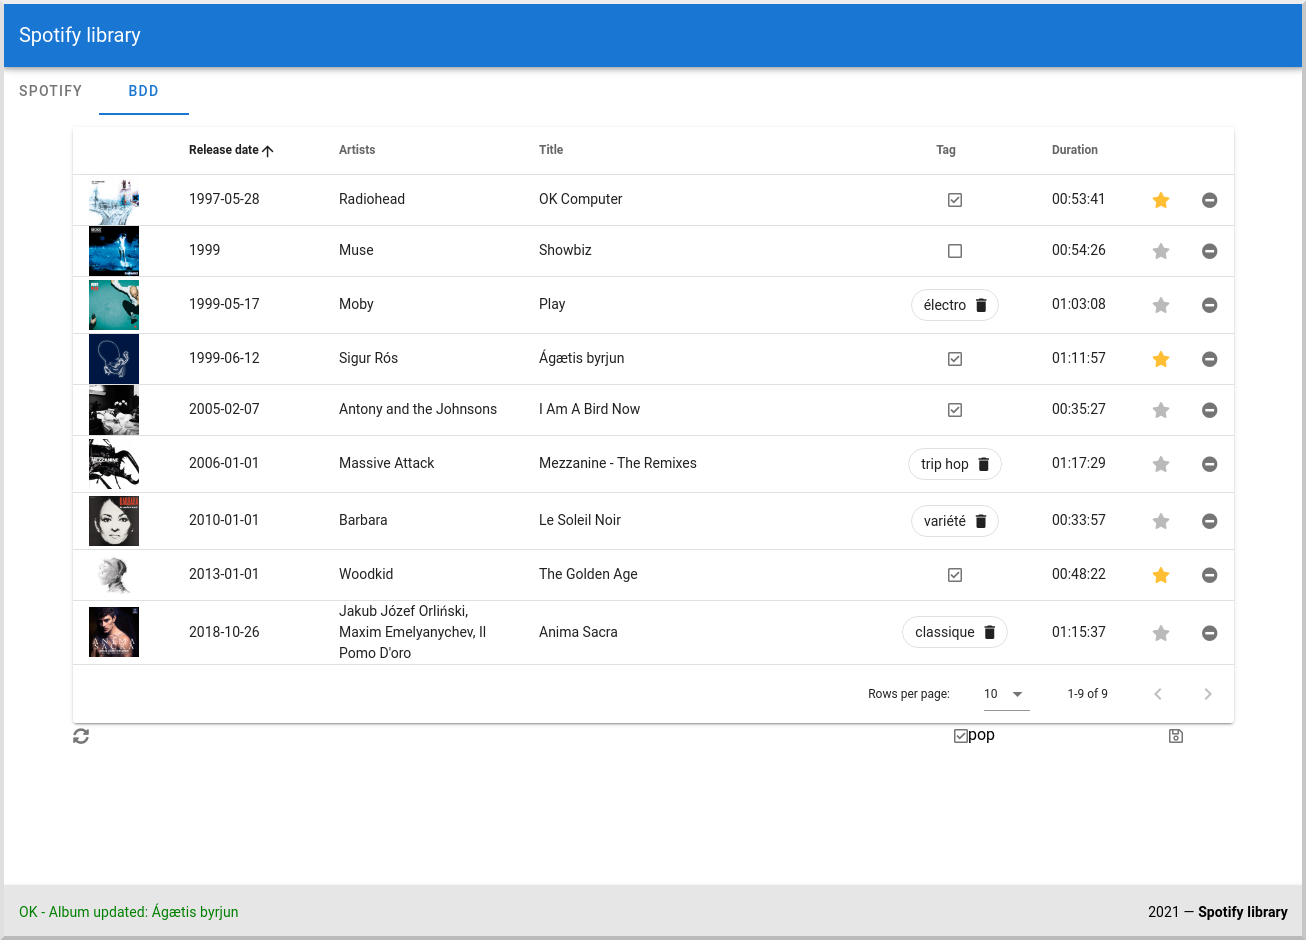 Spotify library
SPOTIFY BDD
Release date Artists Title Tag Duration
1997-05-28 Radiohead OK Computer 00:53:41
1999 Muse Showbiz 00:54:26
1999-05-17 Moby Play électro 01:03:08
1999-06-12 Sigur Rós Ágætis byrjun 01:11:57
2005-02-07 Antony and the Johnsons I Am A Bird Now 00:35:27
2006-01-01 Massive Attack Mezzanine - The Remixes trip hop 01:17:29
2010-01-01 Barbara Le Soleil Noir variété 00:33:57
2013-01-01 Woodkid The Golden Age 00:48:22
Jakub Józef Orliński,
2018-10-26 Maxim Emelyanychev, Il Anima Sacra classique 01:15:37
Pomo D'oro
Rows per page: 10 1-9 of 9
pop
OK - Album updated: Ágætis byrjun 2021 — Spotify library